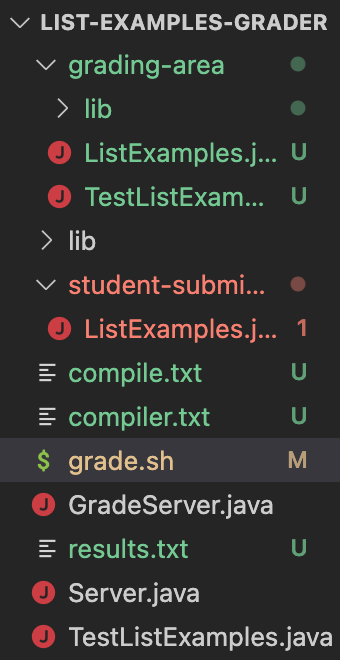 LIST-EXAMPLES-GRADER
grading-area
lib
J ListExamples.j... U
J TestListExam... U
lib
student-submi...
J ListExamples.j... 1
compile.txt U
compiler.txt U
$ grade.sh M
J GradeServer.java
results.txt U
J Server.java
J TestListExamples.java